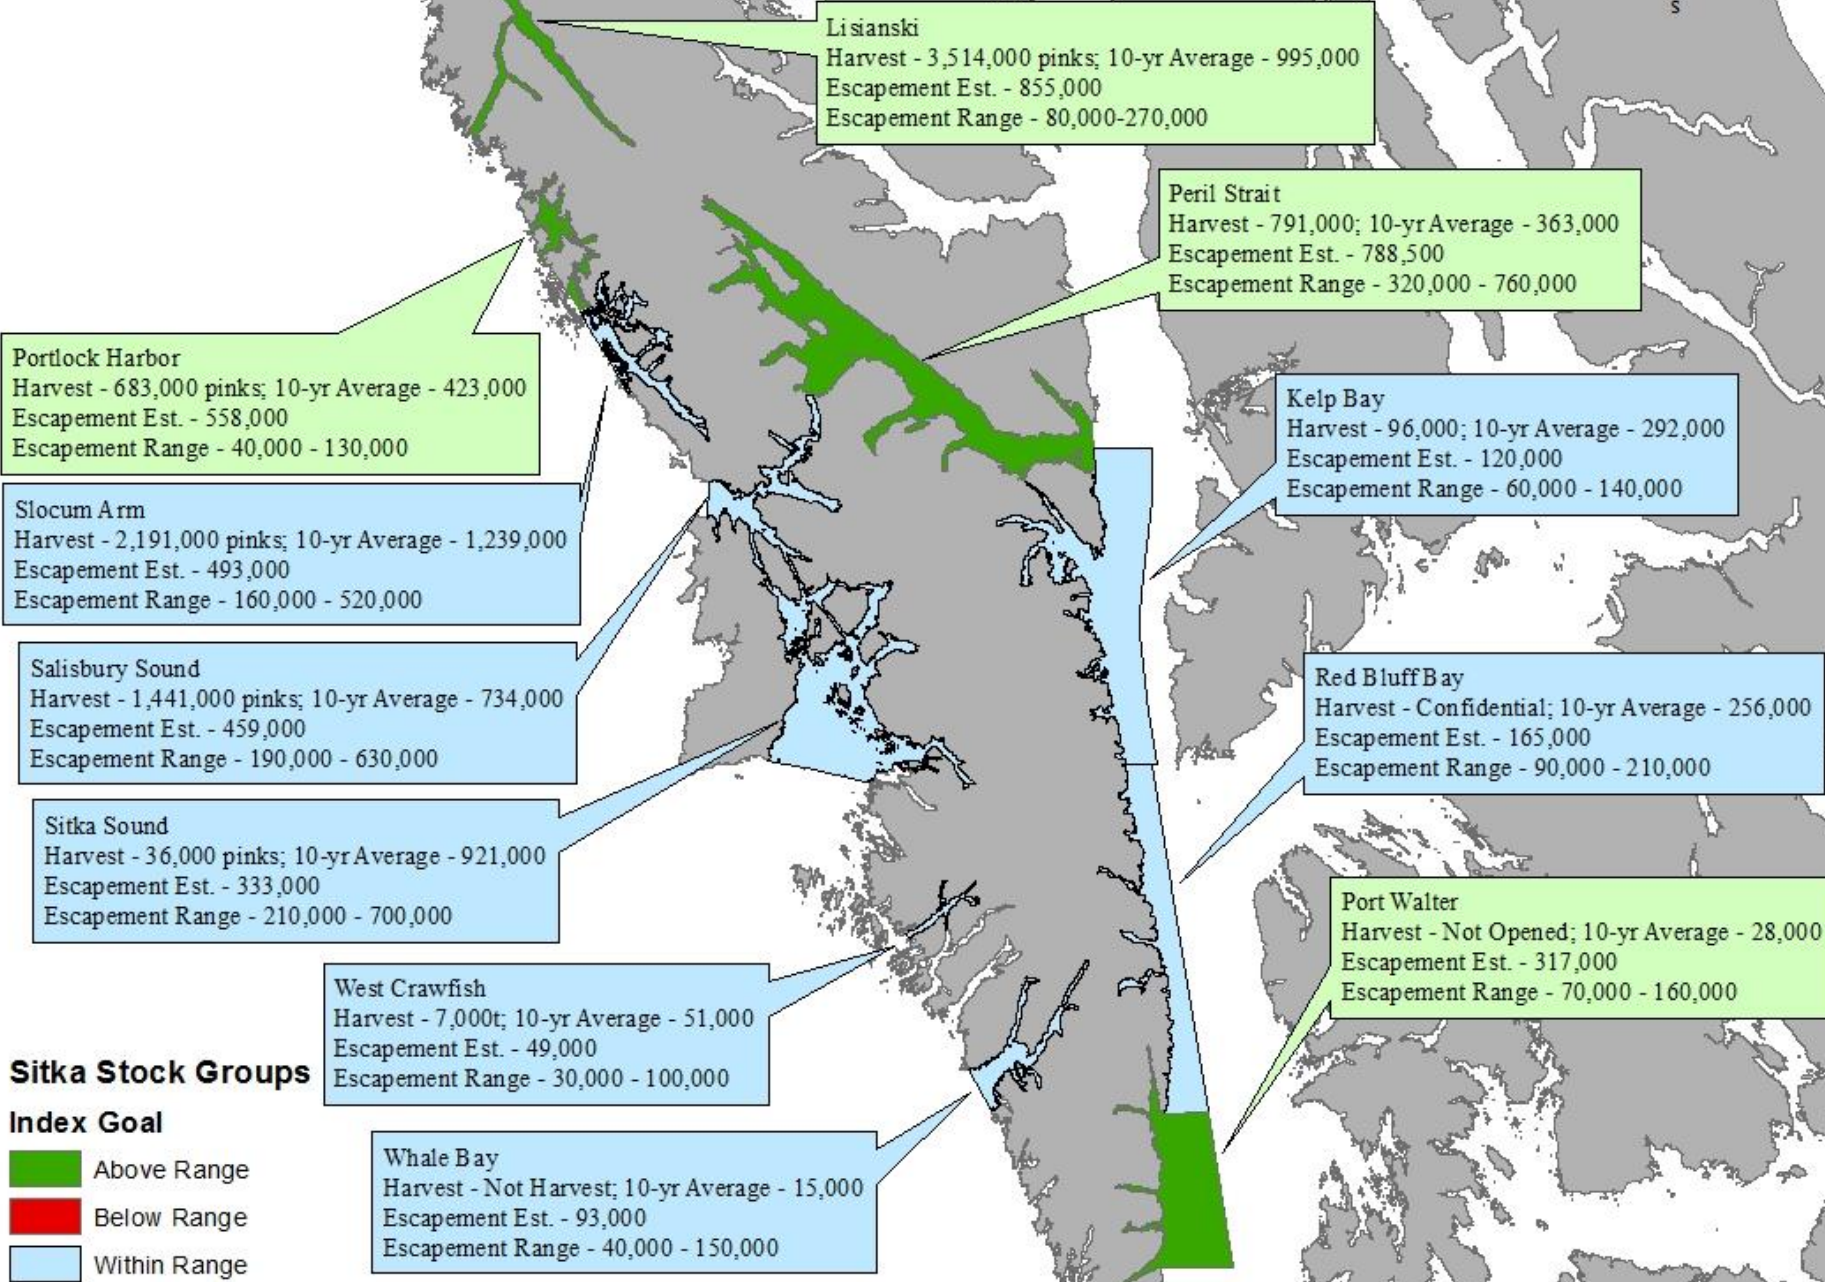 s
Lisianski
Harvest - 3,514,000 pinks; 10-yr Average - 995,000
Escapement Est. - 855,000
Escapement Range - 80,000-270,000
Peril Strait
Harvest - 791,000; 10-yr Average - 363,000
Escapement Est. - 788,500
Escapement Range - 320,000 - 760,000
Portlock Harbor
Harvest - 683,000 pinks; 10-yr Average - 423,000
Escapement Est. - 558,000
Escapement Range - 40,000 - 130,000
Kelp Bay
Harvest - 96,000; 10-yr Average - 292,000
Escapement Est. - 120,000
Escapement Range - 60,000 - 140,000
Slocum Arm
Harvest - 2,191,000 pinks; 10-yr Average - 1,239,000
Escapement Est. - 493,000
Escapement Range - 160,000 - 520,000
Salisbury Sound
Harvest - 1,441,000 pinks; 10-yr Average - 734,000
Escapement Est. - 459,000
Escapement Range - 190,000 - 630,000
Red Bluff Bay
Harvest - Confidential; 10-yr Average - 256,000
Escapement Est. - 165,000
Escapement Range - 90,000 - 210,000
Sitka Sound
Harvest - 36,000 pinks; 10-yr Average - 921,000
Escapement Est. - 333,000
Escapement Range - 210,000 - 700,000
Port Walter
Harvest - Not Opened; 10-yr Average - 28,000
Escapement Est. - 317,000
Escapement Range - 70,000 - 160,000
West Crawfish
Harvest - 7,000t; 10-yr Average - 51,000
Escapement Est. - 49,000
Escapement Range - 30,000 - 100,000
Whale Bay
Harvest - Not Harvest; 10-yr Average - 15,000
Escapement Est. - 93,000
Escapement Range - 40,000 - 150,000
Sitka Stock Groups
Index Goal
Above Range
Below Range
Within Range